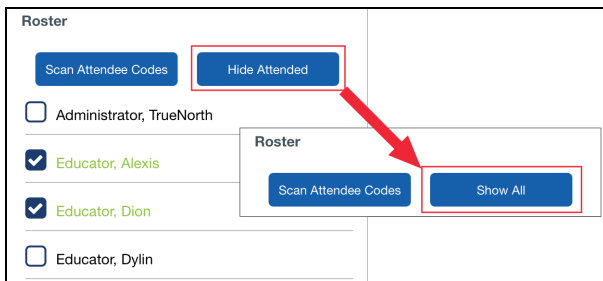 Roster
Scan Attendee Codes Hide Attended
Administrator, TrueNorth
Educator, Alexis
Educator, Dion
Educator, Dylin
Roster
Scan Attendee Codes Show All